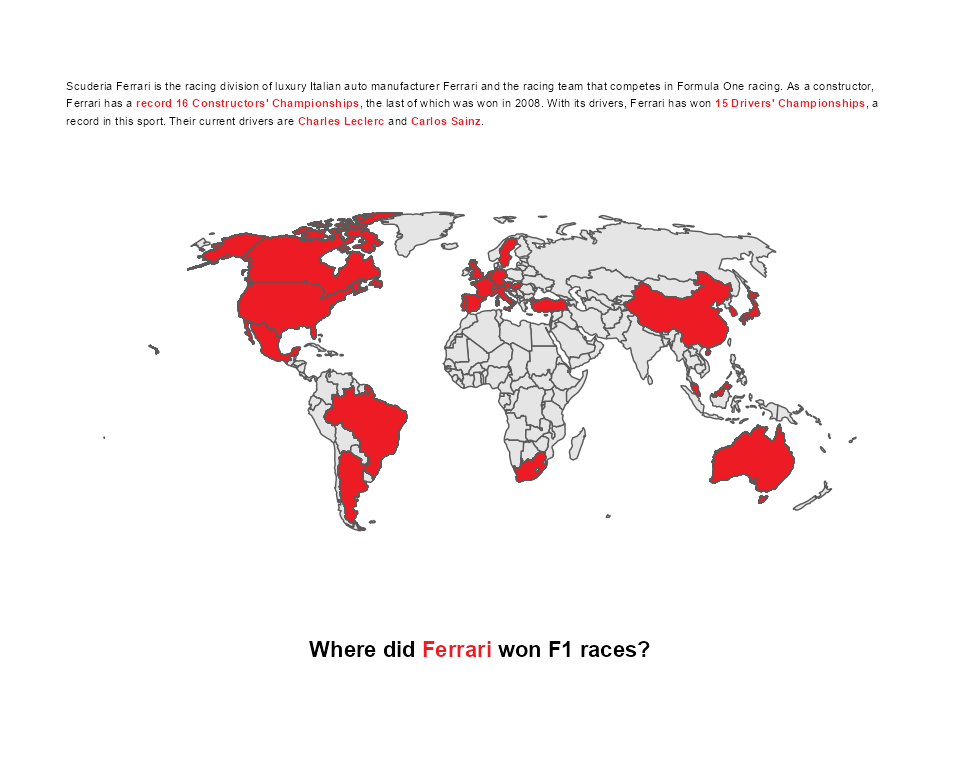 Scuderia Ferrari is the racing division of luxury Italian auto manufacturer Ferrari and the racing team that competes in Formula One racing. As a constructor,
Ferrari has a record 16 Constructors' Championships, the last of which was won in 2008. With its drivers, Ferrari has won 15 Drivers' Championships, a
record in this sport. Their current drivers are Charles Leclerc and Carlos Sainz.
Where did Ferrari won F1 races?